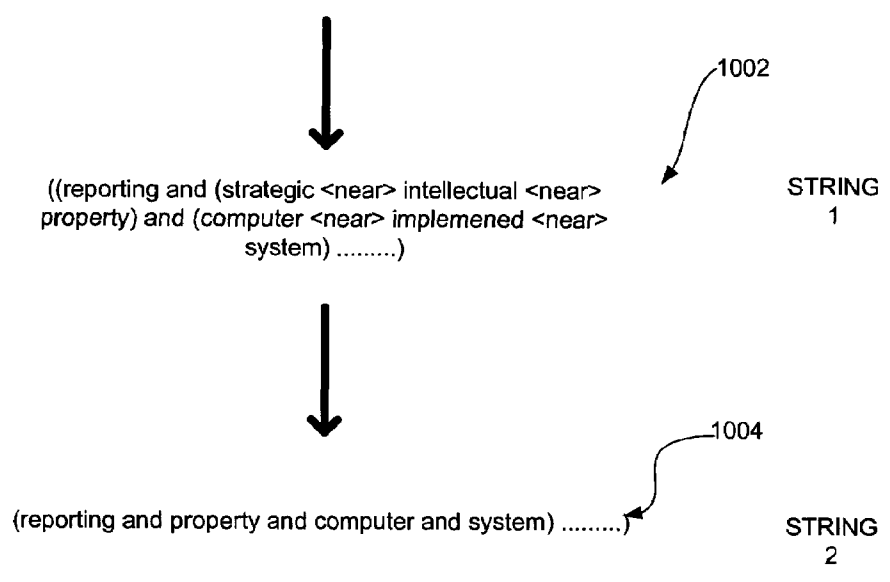 1002
((reporting and (strategic <near> intellectual <near>
property) and (computer <near> implemened <near>
system) .........)
STRING
1
1004
(reporting and property and computer and system) .........)
STRING
2